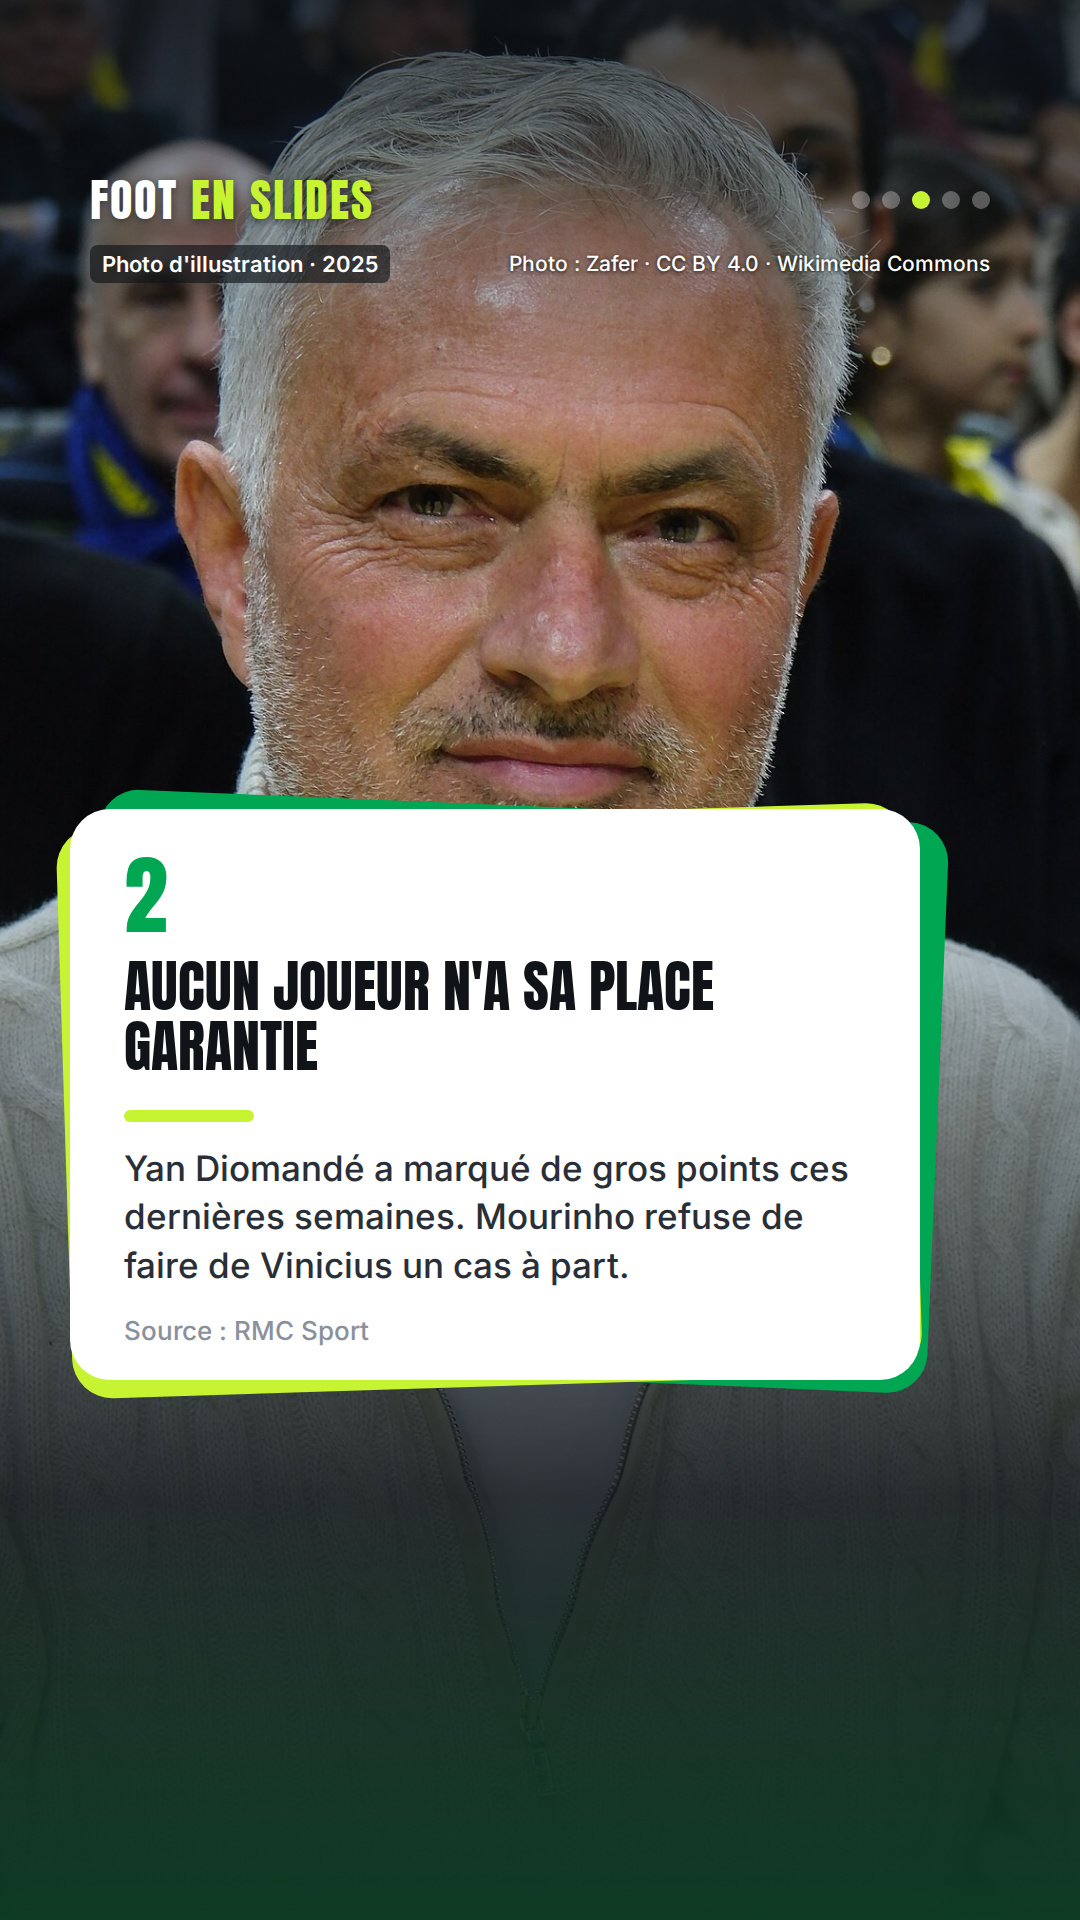 FOOT EN SLIDES
Photo d'illustration · 2025
Photo : Zafer · CC BY 4.0 · Wikimedia Commons
2
AUCUN JOUEUR N'A SA PLACE
GARANTIE
Yan Diomandé a marqué de gros points ces
dernières semaines. Mourinho refuse de
faire de Vinicius un cas à part.
Source : RMC Sport